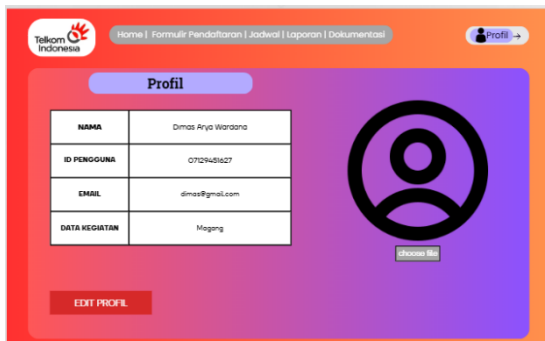 Telkom
Indonesia
Home | Formulir Pendaftaran | Jadwal | Laporan | Dokumentasi
Profil →
Profil
NAMA Dimas Arya Wardana
ID PENGGUNA 07129451627
EMAIL dimas@gmail.com
DATA KEGIATAN Magang
choose file
EDIT PROFIL